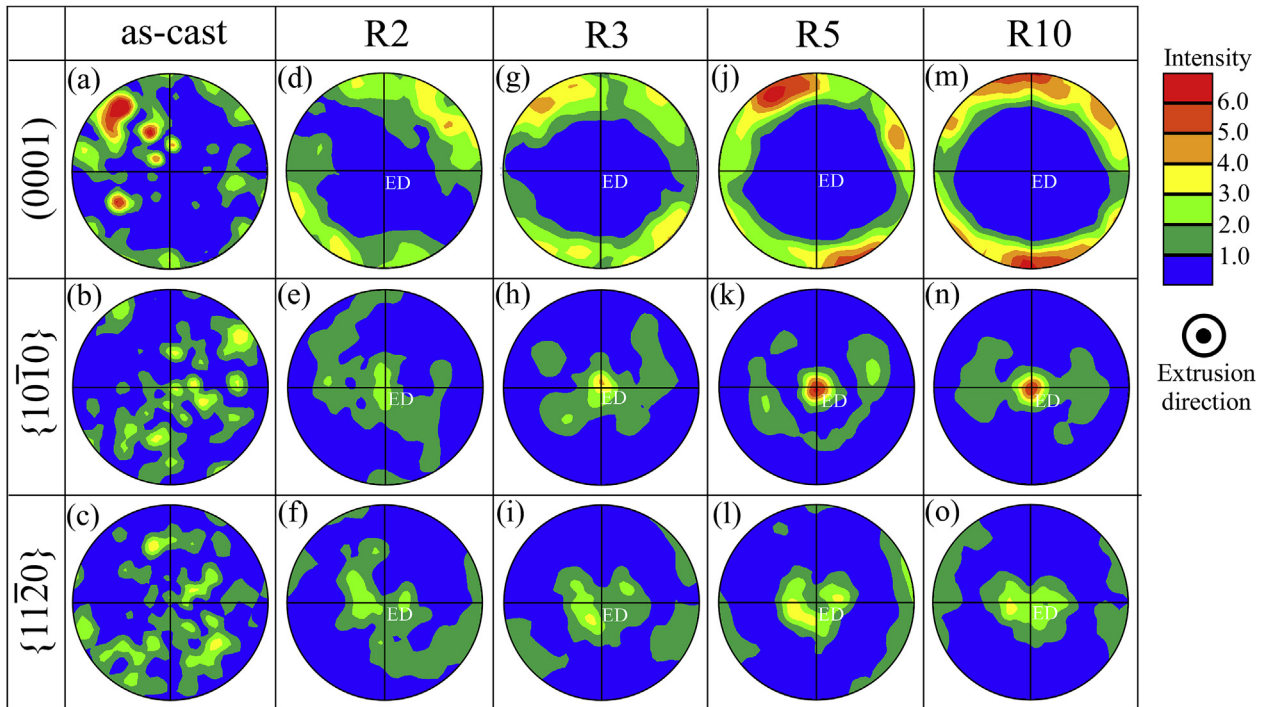 as-cast R2 R3 R5 R10
(0001)
(a) (d) (g) (j) (m)
ED ED ED ED
{101̅0}
(b) (e) (h) (k) (n)
ED ED ED ED
{112̅0}
(c) (f) (i) (l) (o)
ED ED ED ED
Intensity
6.0
5.0
4.0
3.0
2.0
1.0
Extrusion
direction